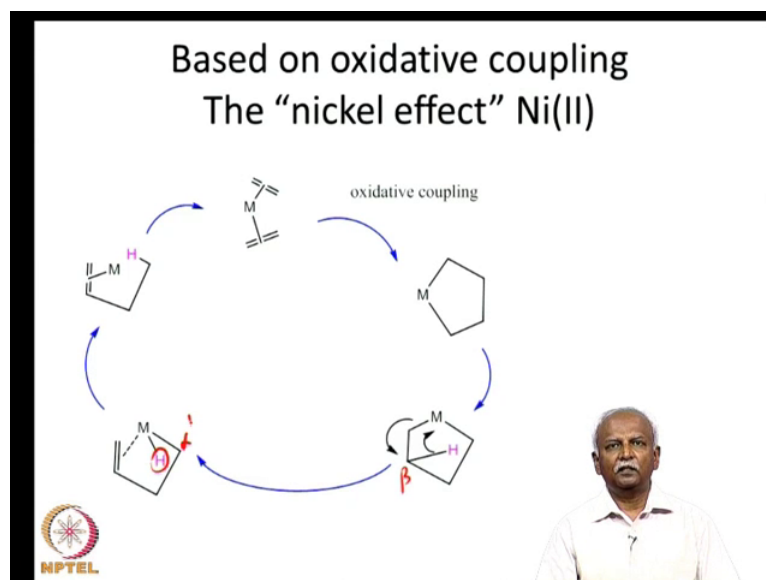 Based on oxidative coupling
The “nickel effect” Ni(II)
M
oxidative coupling
H
M
M
M
H
α'
M
H
β
NPTEL